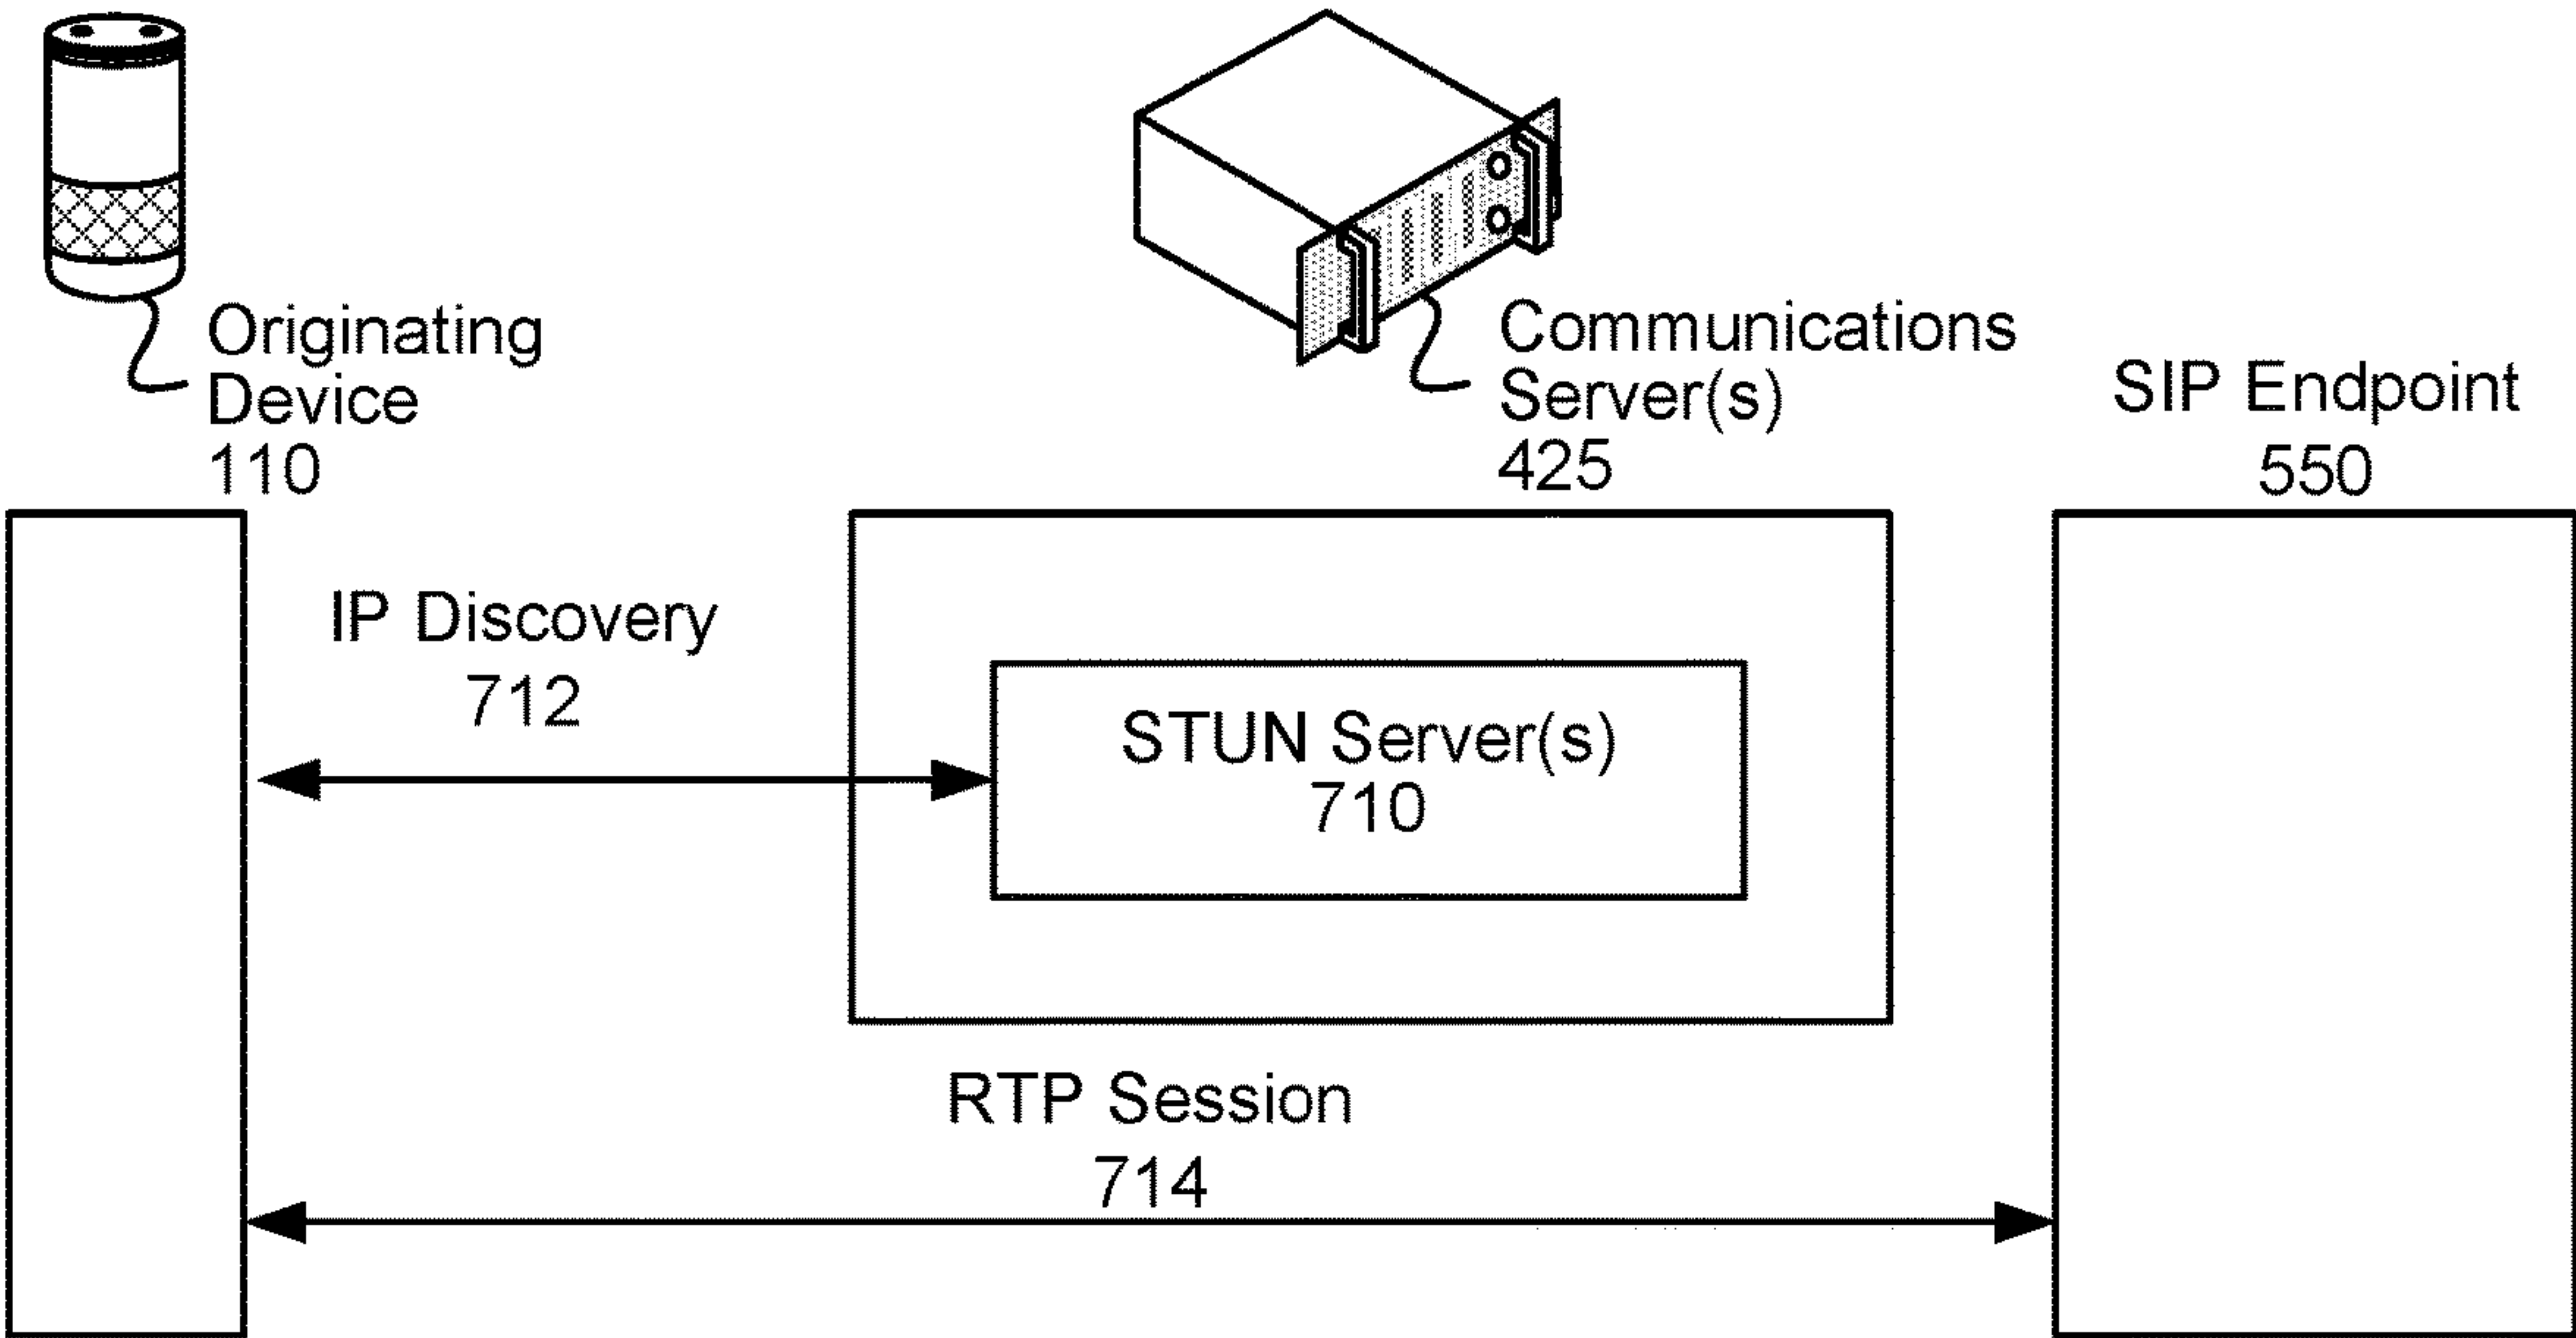 Originating
Device
110
Communications
Server(s)
425
SIP Endpoint
550
IP Discovery
712
STUN Server(s)
710
RTP Session
714